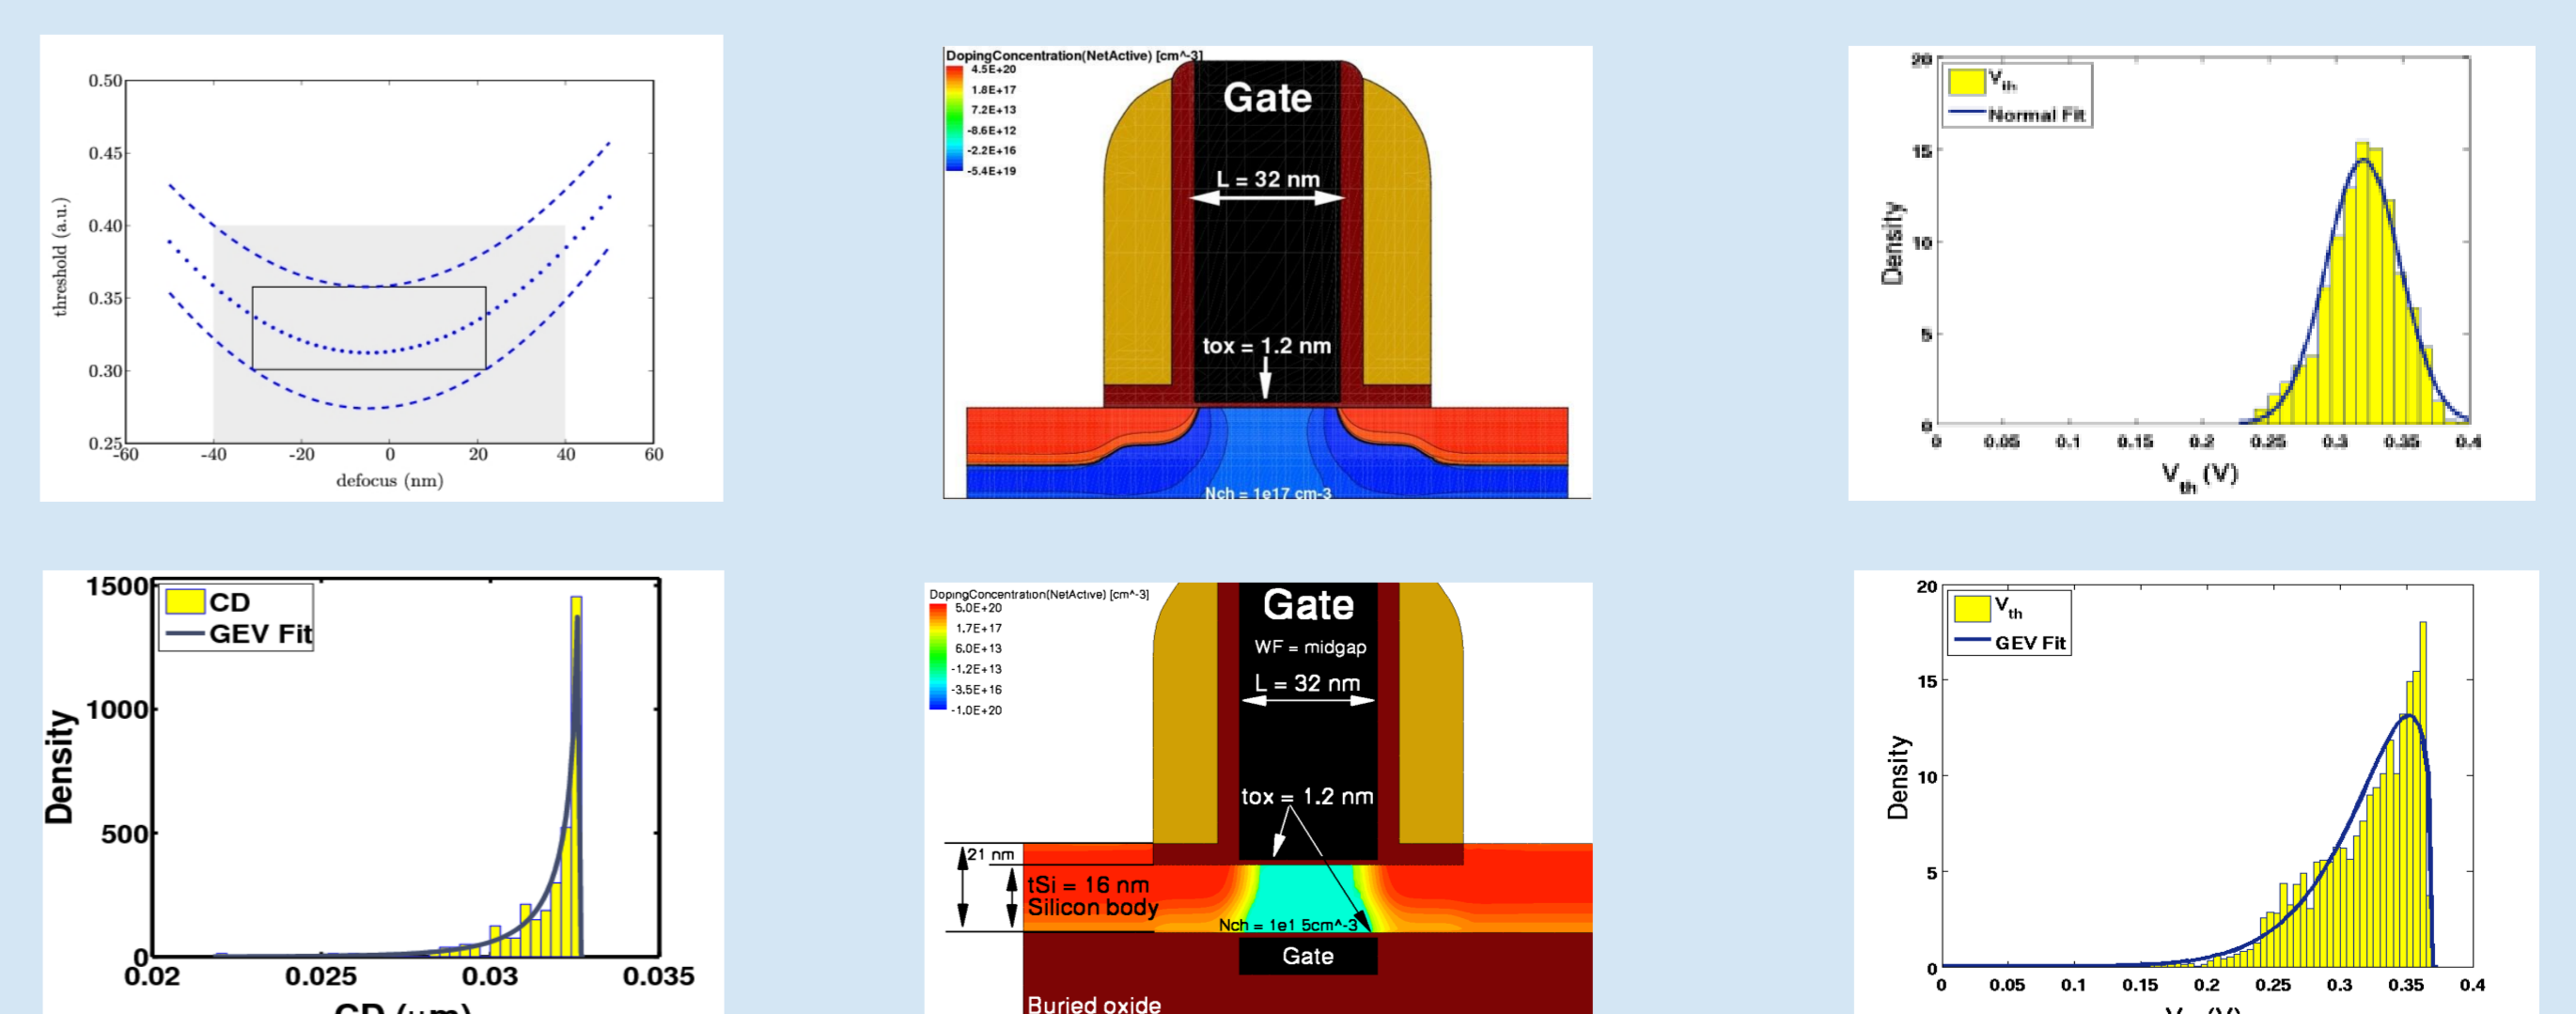 0.50
0.45
0.40
0.35
0.30
0.25
threshold (a.u.)
-60 -40 -20 0 20 40 60
defocus (nm)
DopingConcentration(NetActive) [cm^-3]
4.5E+20
1.8E+17
7.2E+13
-8.6E+12
-2.2E+16
-5.4E+19
Gate
L = 32 nm
tox = 1.2 nm
Nch = 1e17 cm-3
20
15
10
5
0
Density
Vth
Normal Fit
0 0.05 0.1 0.15 0.2 0.25 0.3 0.35 0.4
Vth (V)
1500
1000
500
0
Density
CD
GEV Fit
0.02 0.025 0.03 0.035
CD (μm)
DopingConcentration(NetActive) [cm^-3]
5.0E+20
1.7E+17
6.0E+13
-1.2E+13
-3.5E+16
-1.0E+20
Gate
WF = midgap
L = 32 nm
tox = 1.2 nm
21 nm
tSi = 16 nm
Silicon body
Nch = 1e1 5cm^-3
Gate
Buried oxide
20
15
10
5
0
Density
Vth
GEV Fit
0 0.05 0.1 0.15 0.2 0.25 0.3 0.35 0.4